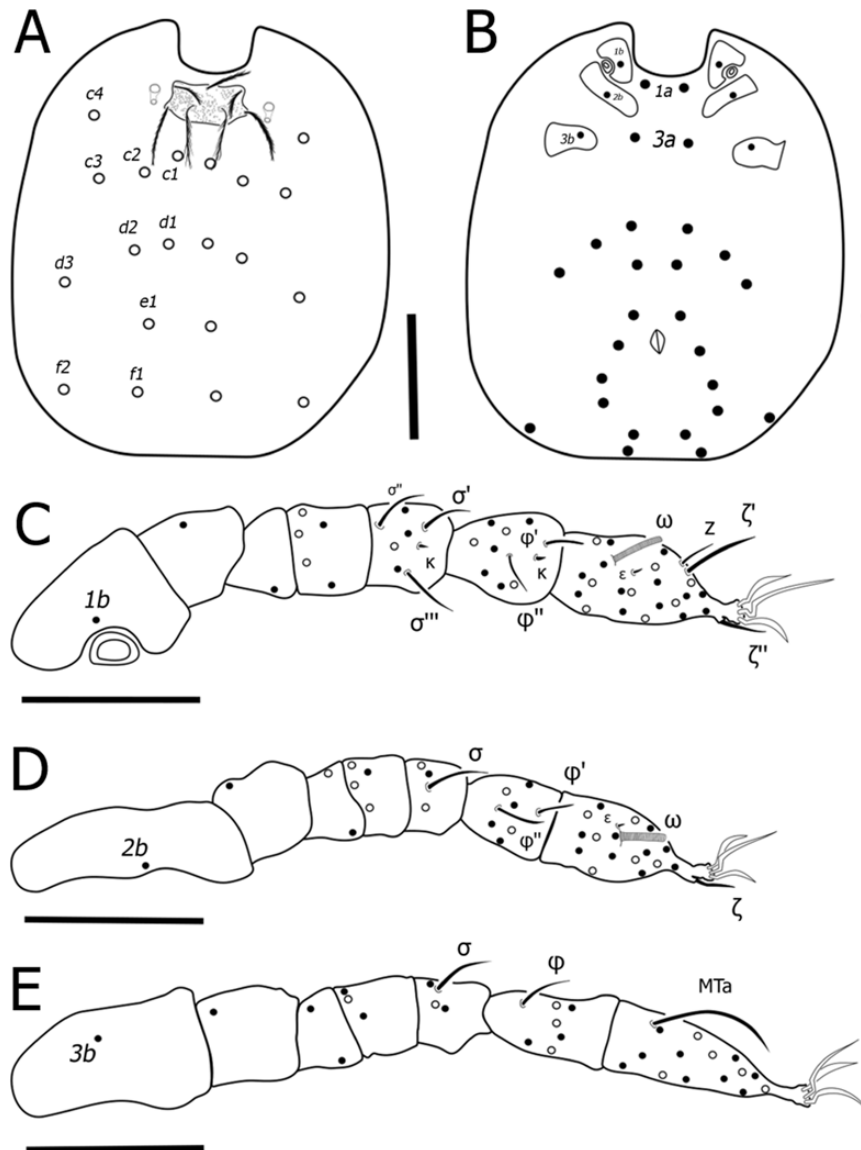 A
B
c4
1b
2b
1a
c3
c2
c1
3b
3a
d2
d1
d3
e1
f2
f1
C
σ"
σ'
ω
ζ'
z
φ'
κ
κ
ε
1b
σ'''
φ"
ζ"
D
σ
φ'
ε
ω
φ"
2b
ζ
E
σ
φ
MTa
3b